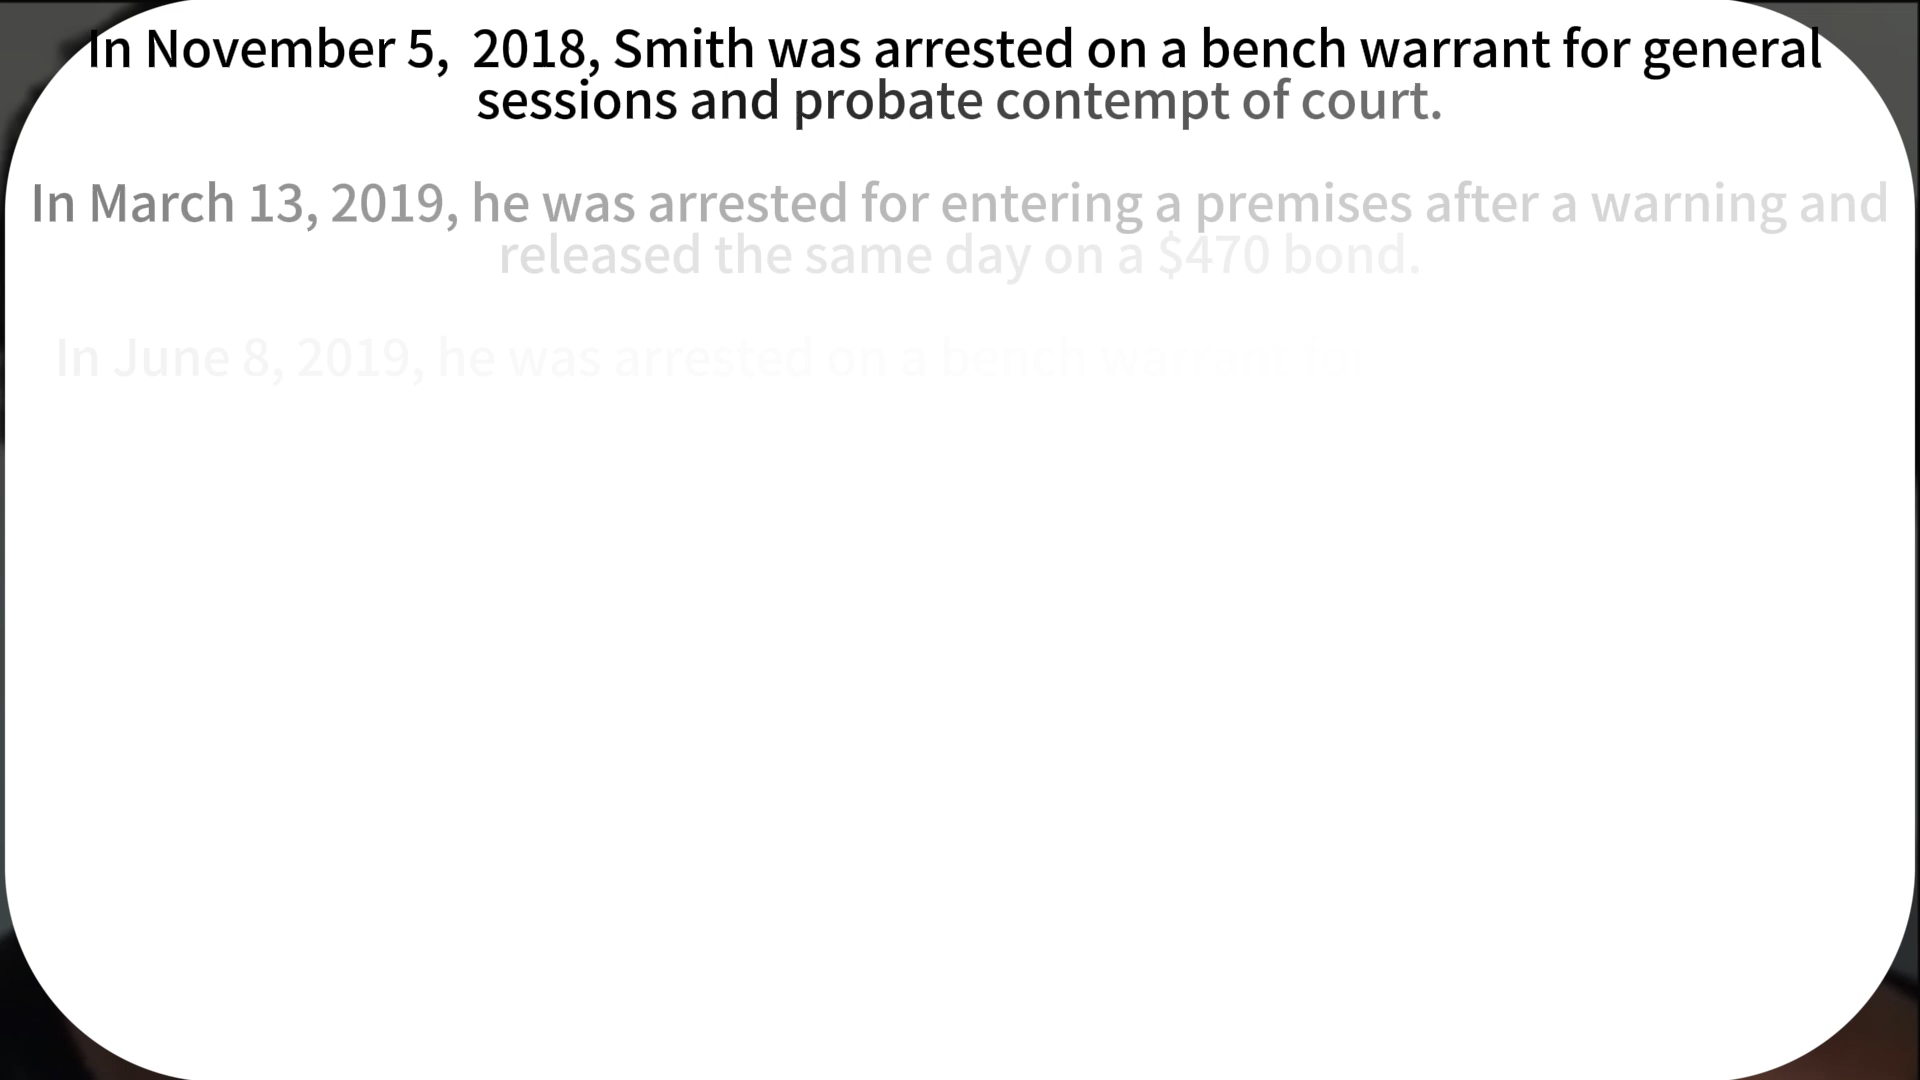 In November 5,  2018, Smith was arrested on a bench warrant for general
sessions and probate contempt of court.
In March 13, 2019, he was arrested for entering a premises after a warning and
released the same day on a $470 bond.
In June 8, 2019, he was arrested on a bench warrant for